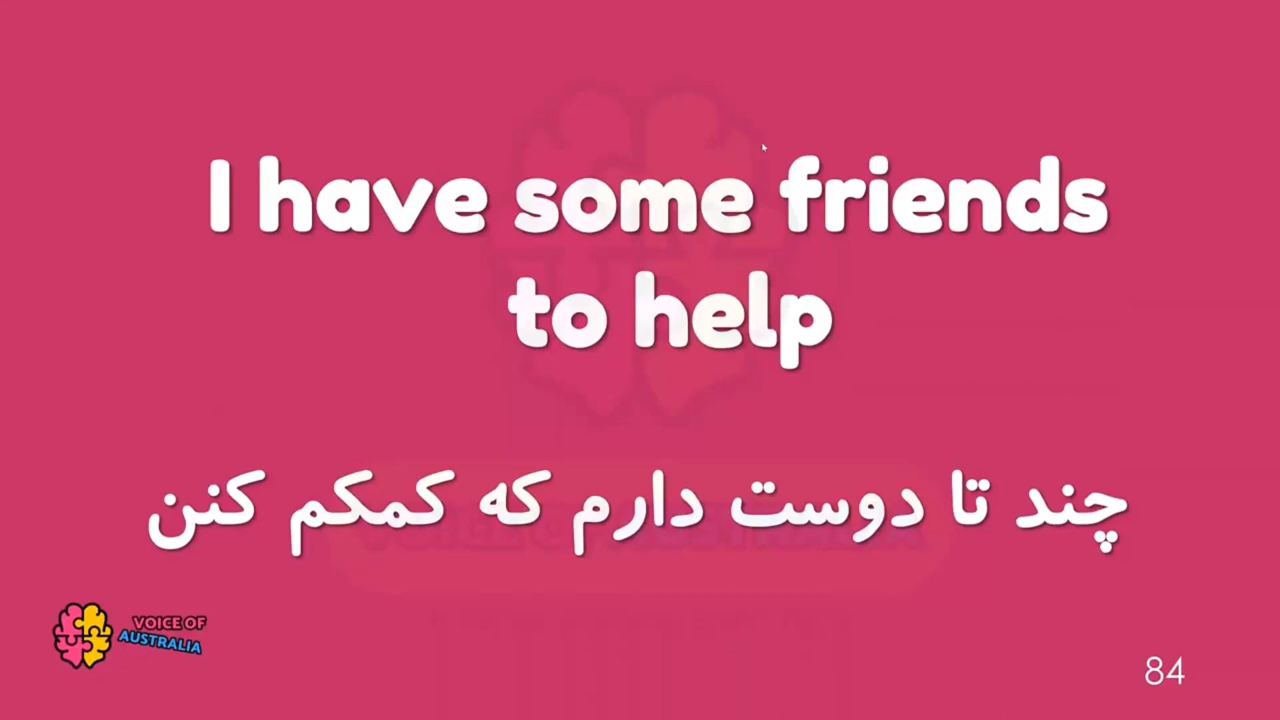 I have some friends
to help
چند تا دوست دارم که کمکم کنن
VOICE OF
AUSTRALIA
84